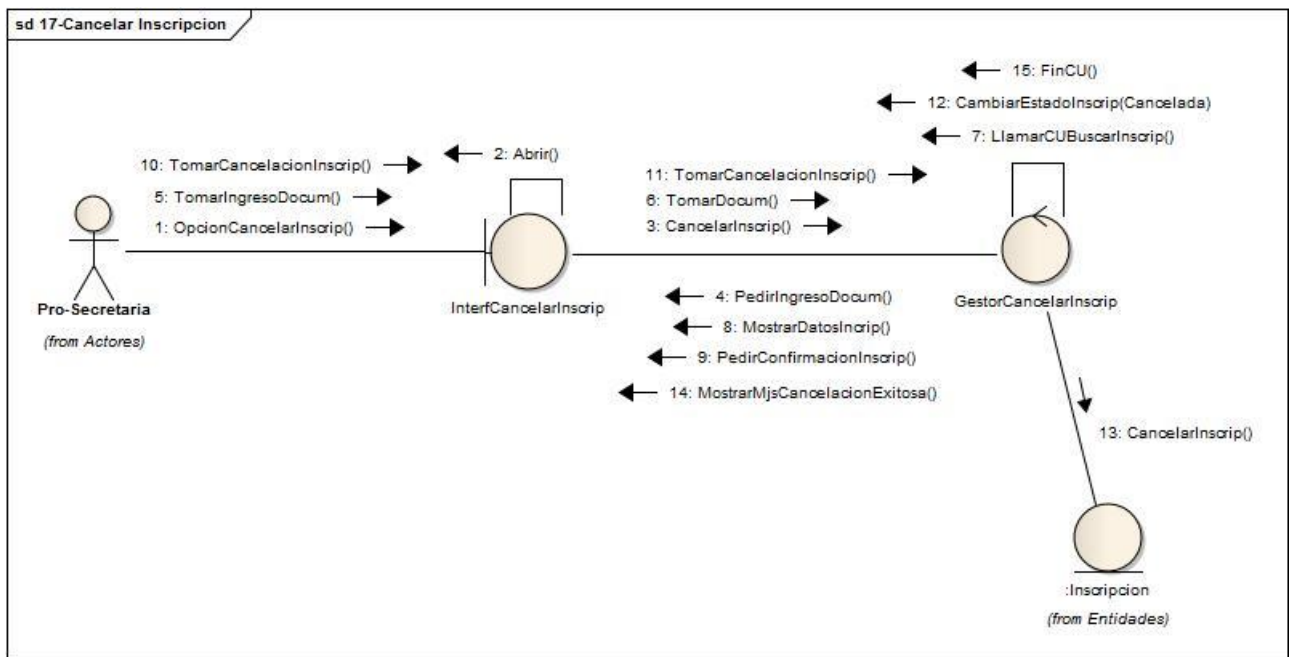 sd 17-Cancelar Inscripcion
15: FinCU()
12: CambiarEstadoInscrip(Cancelada)
7: LlamarCUBuscarInscrip()
10: TomarCancelacionInscrip()
2: Abrir()
11: TomarCancelacionInscrip()
5: TomarIngresoDocum()
6: TomarDocum()
1: OpcionCancelarInscrip()
3: CancelarInscrip()
Pro-Secretaria
(from Actores)
InterfCancelarInscrip
GestorCancelarInscrip
4: PedirIngresoDocum()
8: MostrarDatosIncrip()
9: PedirConfirmacionInscrip()
14: MostrarMjsCancelacionExitosa()
13: CancelarInscrip()
:Inscripcion
(from Entidades)